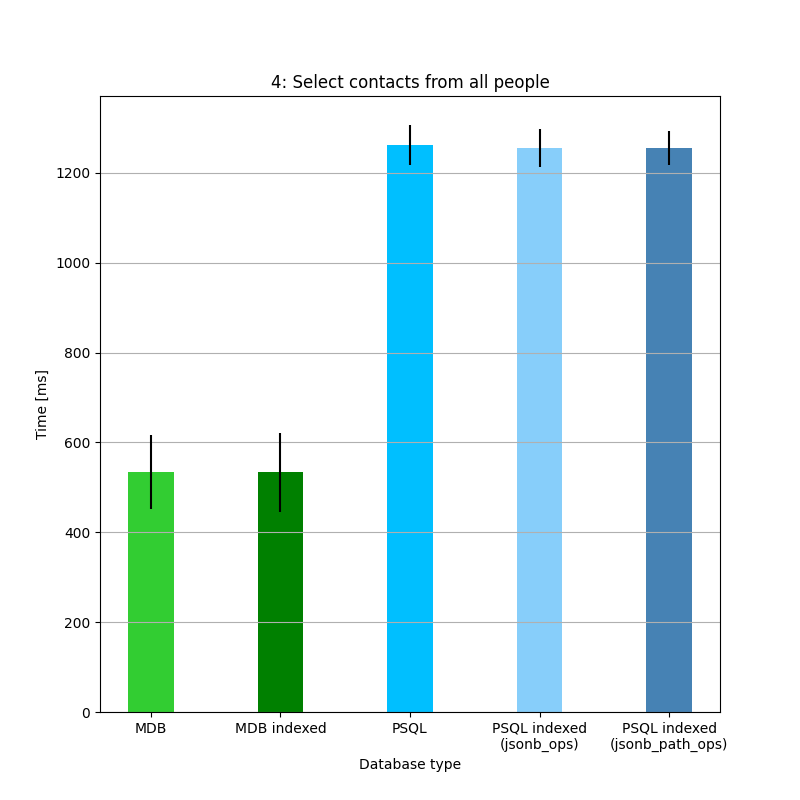 4: Select contacts from all people
1200
1000
800
600
400
200
0
Time [ms]
MDB
MDB indexed
PSQL
PSQL indexed
(jsonb_ops)
PSQL indexed
(jsonb_path_ops)
Database type